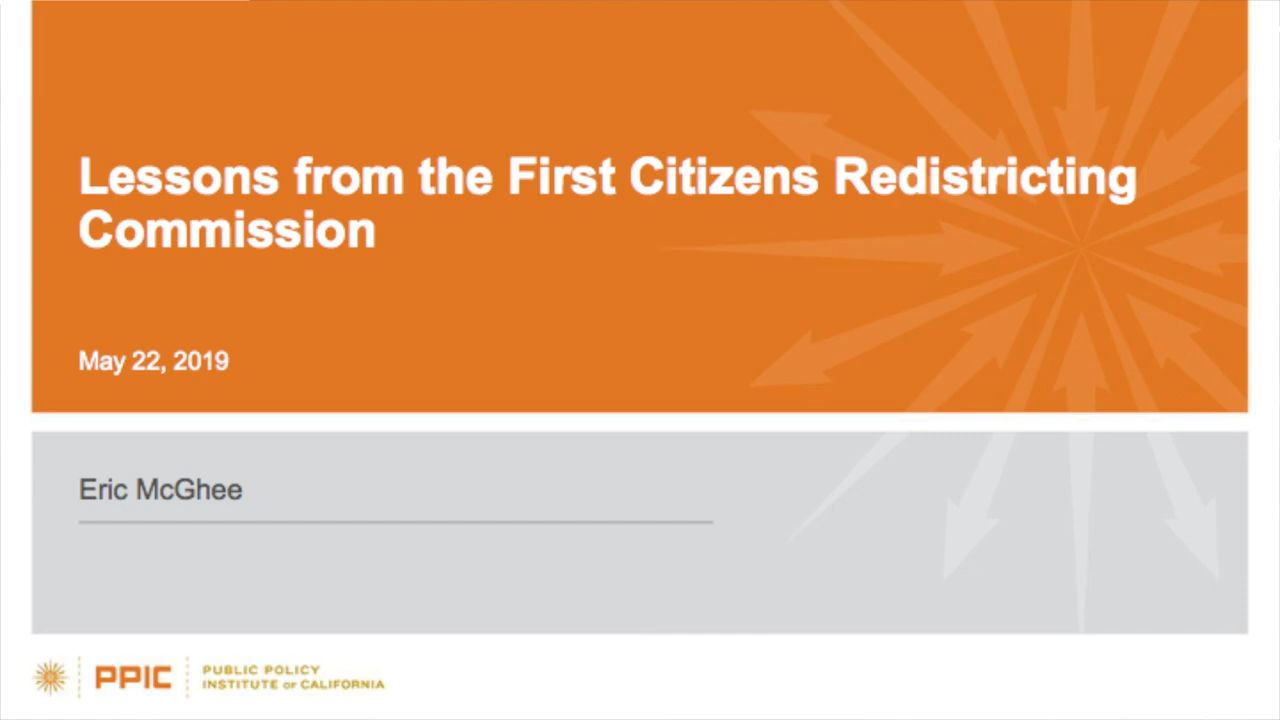 Lessons from the First Citizens Redistricting
Commission
May 22, 2019
Eric McGhee
PPIC
PUBLIC POLICY
INSTITUTE OF CALIFORNIA